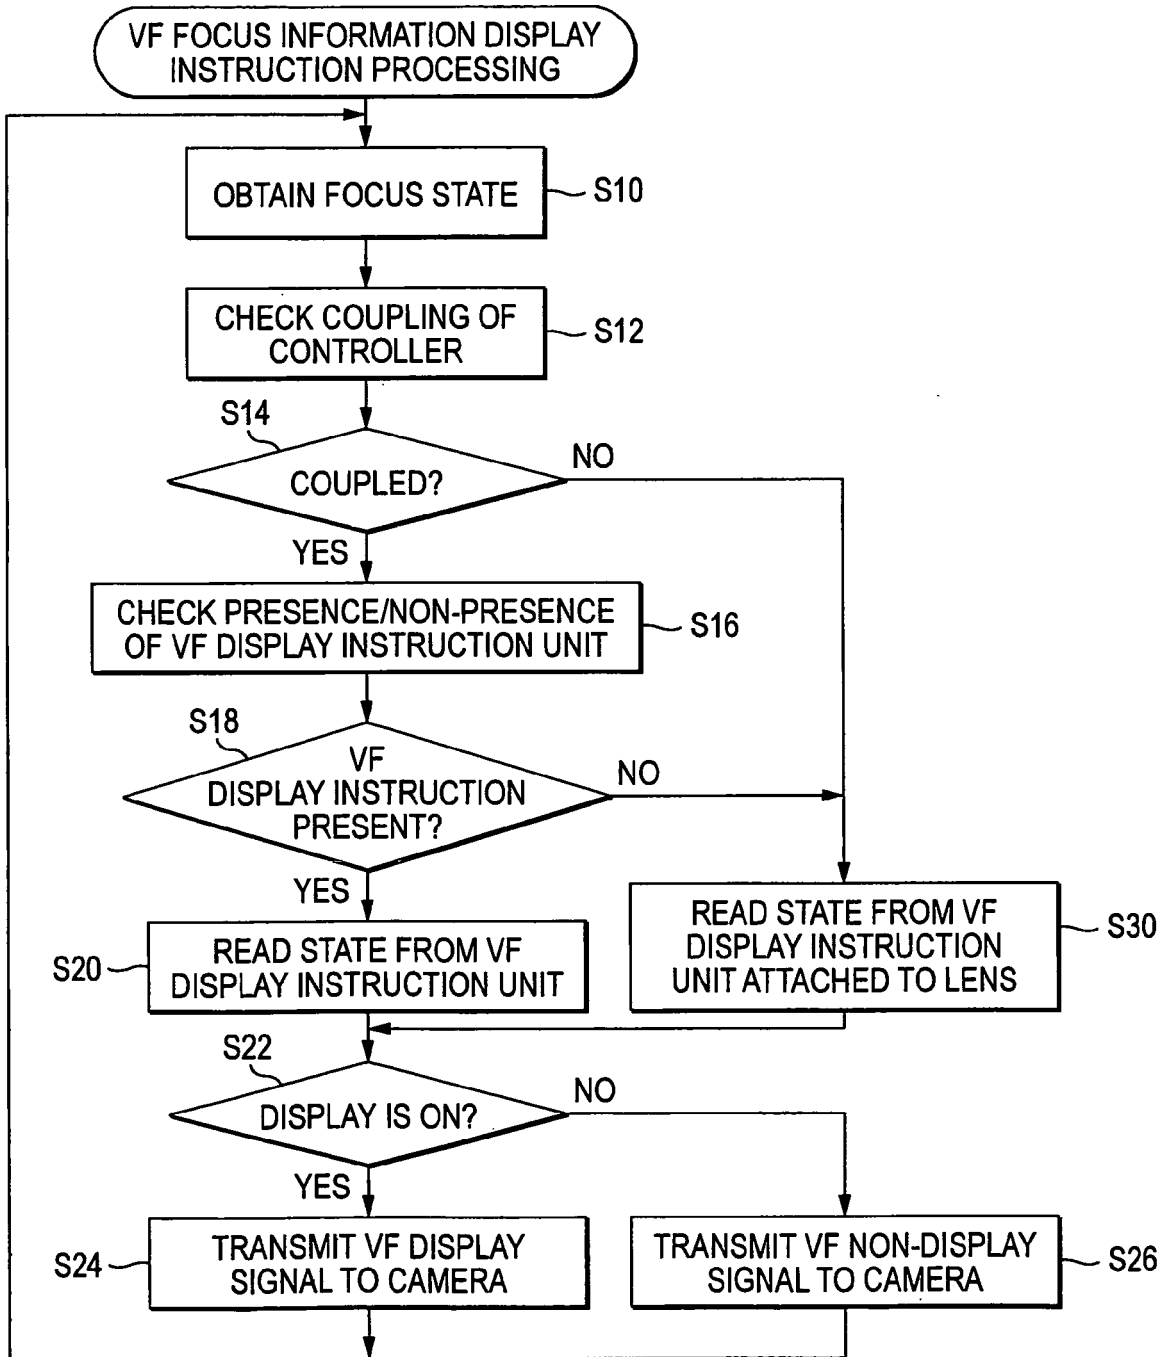 VF FOCUS INFORMATION DISPLAY
INSTRUCTION PROCESSING
OBTAIN FOCUS STATE
S10
CHECK COUPLING OF
CONTROLLER
S12
S14
COUPLED?
NO
YES
CHECK PRESENCE/NON-PRESENCE
OF VF DISPLAY INSTRUCTION UNIT
S16
S18
VF
DISPLAY INSTRUCTION
PRESENT?
NO
YES
S20
READ STATE FROM VF
DISPLAY INSTRUCTION UNIT
READ STATE FROM VF
DISPLAY INSTRUCTION
UNIT ATTACHED TO LENS
S30
S22
DISPLAY IS ON?
NO
YES
S24
TRANSMIT VF DISPLAY
SIGNAL TO CAMERA
TRANSMIT VF NON-DISPLAY
SIGNAL TO CAMERA
S26